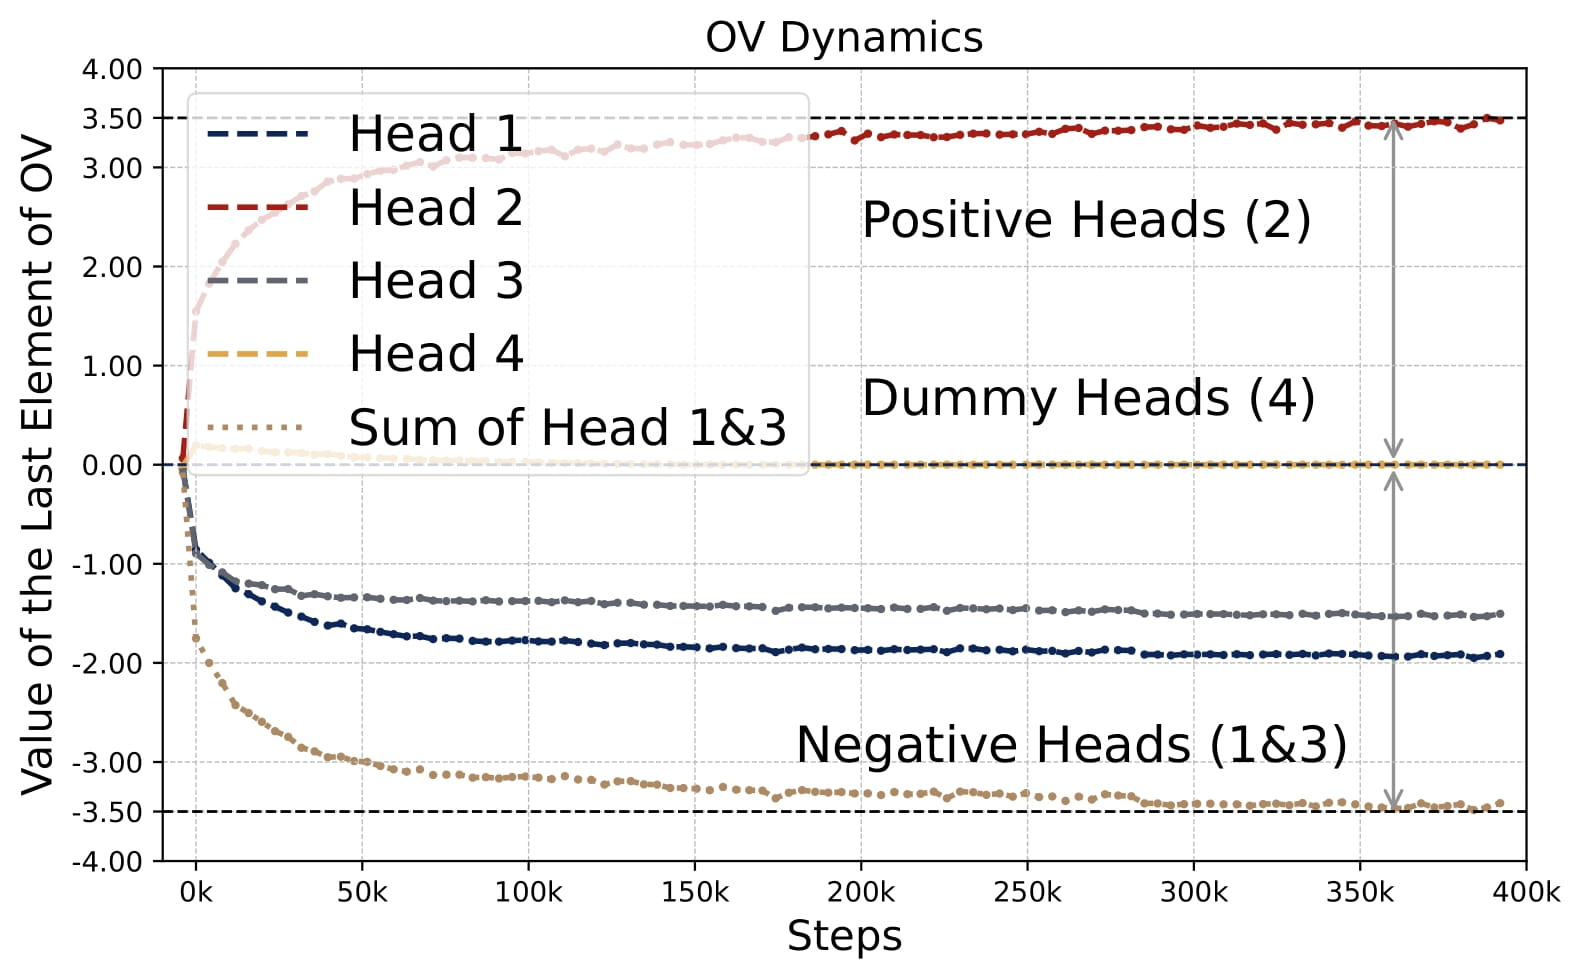 OV Dynamics
Value of the Last Element of OV
4.00
3.50
3.00
2.00
1.00
0.00
-1.00
-2.00
-3.00
-3.50
-4.00
Head 1
Head 2
Head 3
Head 4
Sum of Head 1&3
Positive Heads (2)
Dummy Heads (4)
Negative Heads (1&3)
0k 50k 100k 150k 200k 250k 300k 350k 400k
Steps